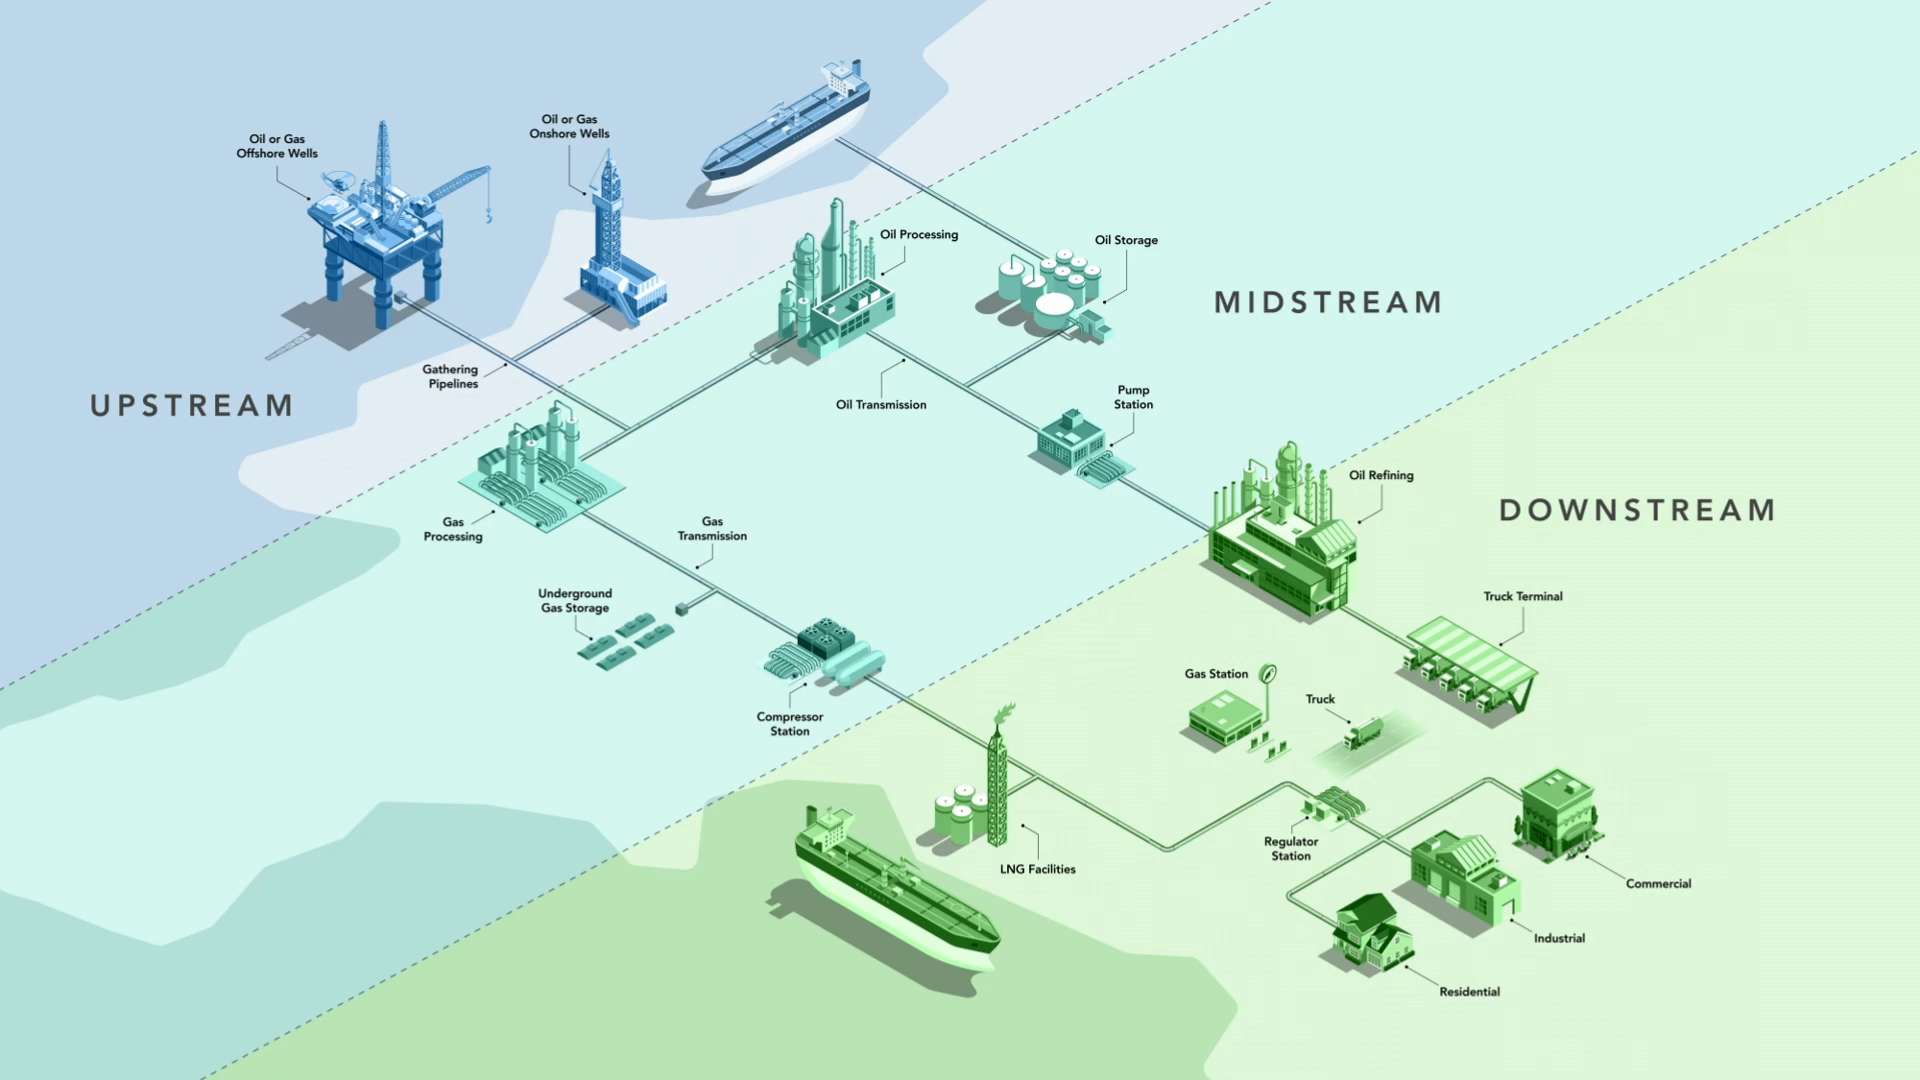 Oil or Gas
Offshore Wells
Oil or Gas
Onshore Wells
Gathering
Pipelines
UPSTREAM
Oil Processing
Oil Storage
MIDSTREAM
Oil Transmission
Pump
Station
Gas
Processing
Gas
Transmission
Underground
Gas Storage
Compressor
Station
Oil Refining
DOWNSTREAM
Truck Terminal
Gas Station
Truck
LNG Facilities
Regulator
Station
Commercial
Industrial
Residential